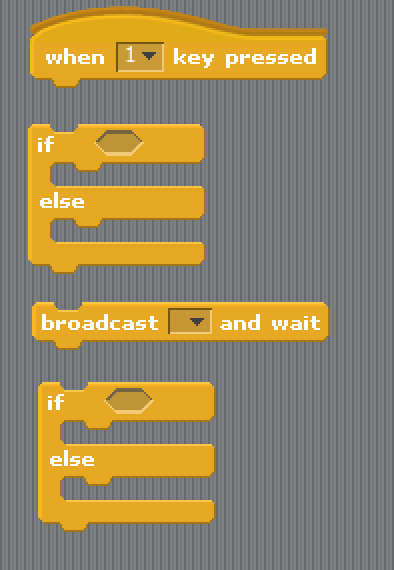 when 1 key pressed
if
else
broadcast and wait
if
else